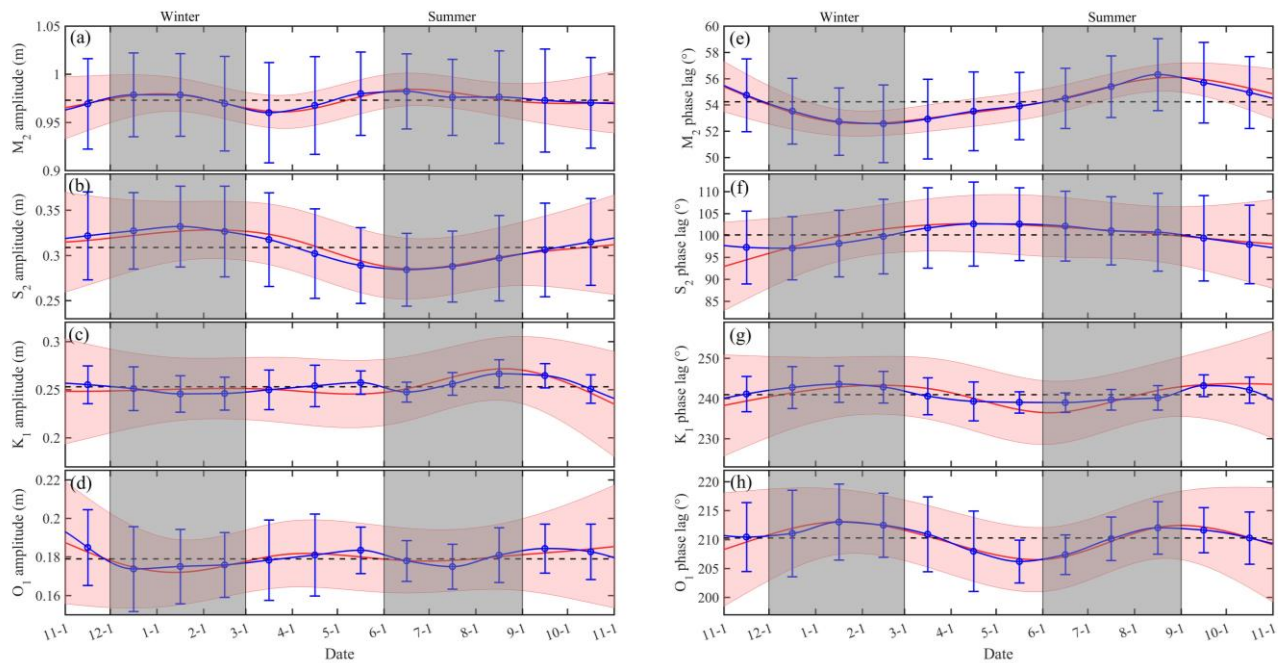 Winter Summer
(a)
M2 amplitude (m)
1.05
1
0.95
0.9
(b)
S2 amplitude (m)
0.35
0.3
0.25
(c)
K1 amplitude (m)
0.3
0.25
0.2
(d)
O1 amplitude (m)
0.22
0.2
0.18
0.16
11-1 12-1 1-1 2-1 3-1 4-1 5-1 6-1 7-1 8-1 9-1 10-1 11-1
Date
Winter Summer
(e)
M2 phase lag (°)
60
58
56
54
52
50
(f)
S2 phase lag (°)
110
105
100
95
90
85
(g)
K1 phase lag (°)
250
240
230
(h)
O1 phase lag (°)
220
215
210
205
200
11-1 12-1 1-1 2-1 3-1 4-1 5-1 6-1 7-1 8-1 9-1 10-1 11-1
Date